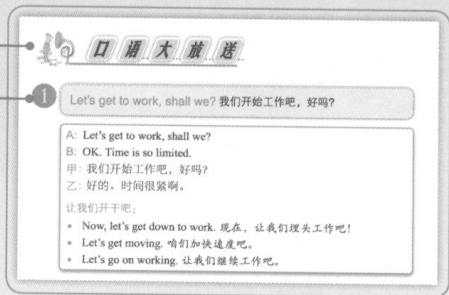 口语大放送
1
Let's get to work, shall we? 我们开始工作吧，好吗？
A: Let's get to work, shall we?
B: OK. Time is so limited.
甲：我们开始工作吧，好吗？
乙：好的。时间很紧啊。
让我们开干吧：
• Now, let's get down to work. 现在，让我们埋头工作吧！
• Let's get moving. 咱们加快速度吧。
• Let's go on working. 让我们继续工作吧。